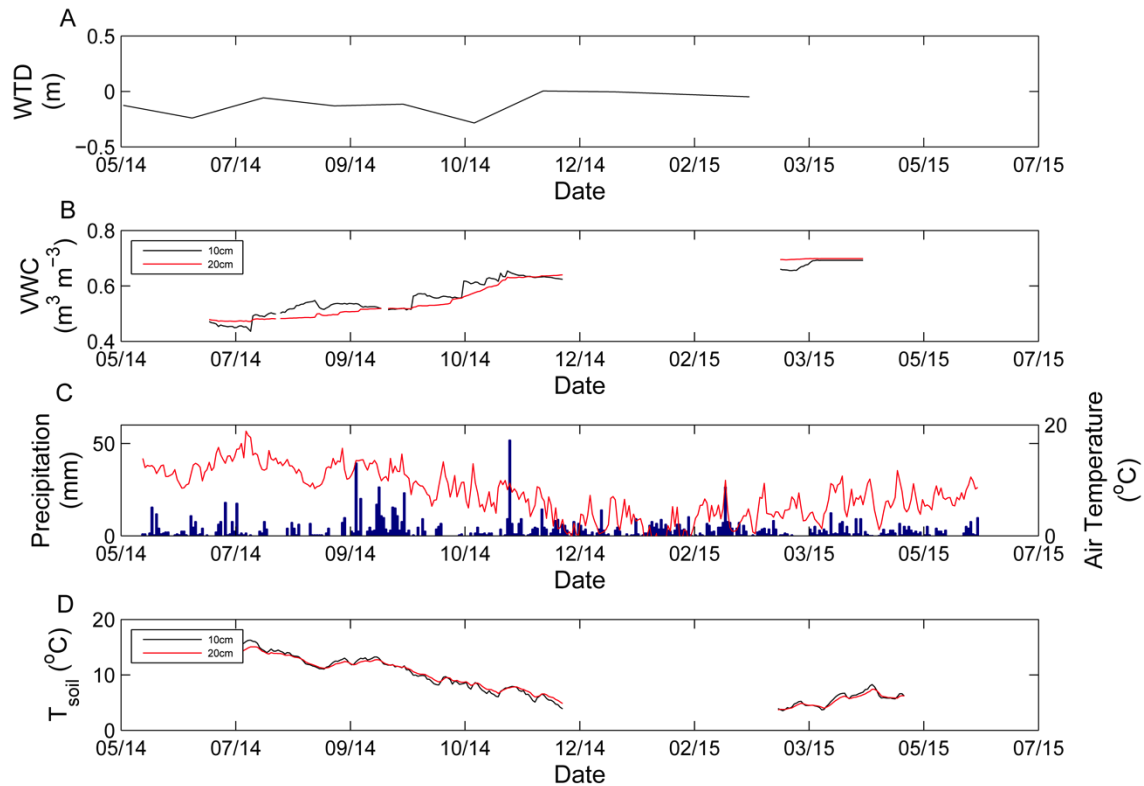 A
0.5
0
−0.5
WTD
(m)
05/14 07/14 09/14 10/14 12/14 02/15 03/15 05/15 07/15
Date
B
0.8
0.6
0.4
VWC
(m³ m⁻³)
10cm
20cm
05/14 07/14 09/14 10/14 12/14 02/15 03/15 05/15 07/15
Date
C
50
0
Precipitation
(mm)
20
0
Air Temperature
(°C)
05/14 07/14 09/14 10/14 12/14 02/15 03/15 05/15 07/15
Date
D
20
10
0
T_soil (°C)
10cm
20cm
05/14 07/14 09/14 10/14 12/14 02/15 03/15 05/15 07/15
Date